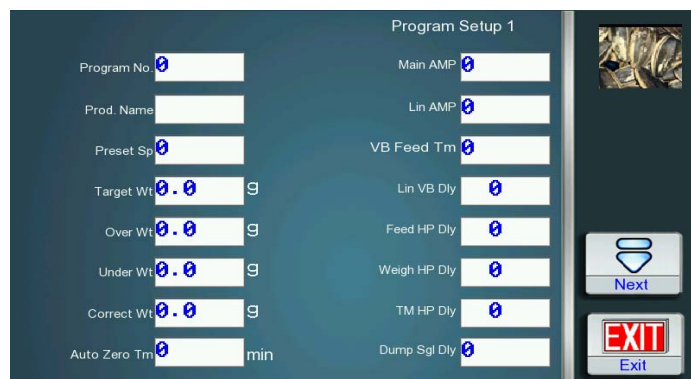 Program Setup 1
Program No. 0
Main AMP 0
Prod. Name
Lin AMP 0
Preset Sp 0
VB Feed Tm 0
Target Wt 0.0 g
Lin VB Dly 0
Over Wt 0.0 g
Feed HP Dly 0
Under Wt 0.0 g
Weigh HP Dly 0
Correct Wt 0.0 g
TM HP Dly 0
Auto Zero Tm 0 min
Dump Sgl Dly 0
Next
EXIT
Exit